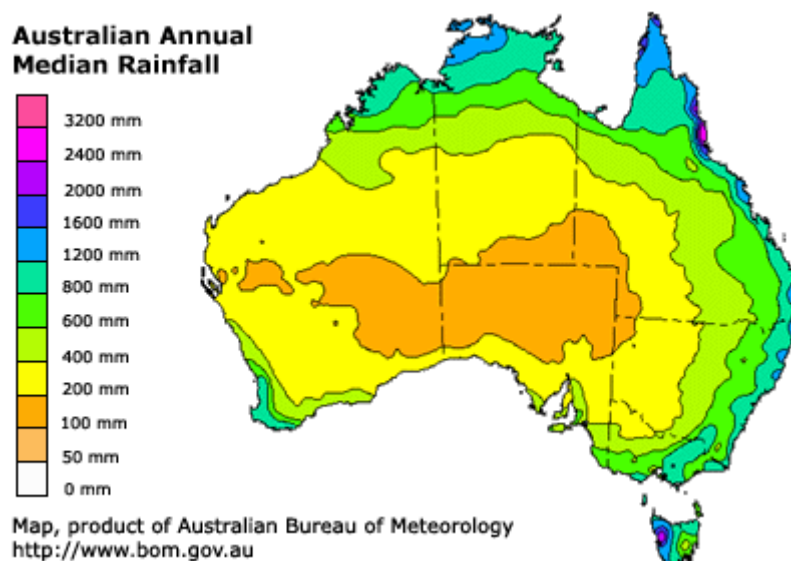 Australian Annual
Median Rainfall
3200 mm
2400 mm
2000 mm
1600 mm
1200 mm
800 mm
600 mm
400 mm
200 mm
100 mm
50 mm
0 mm
Map, product of Australian Bureau of Meteorology
http://www.bom.gov.au